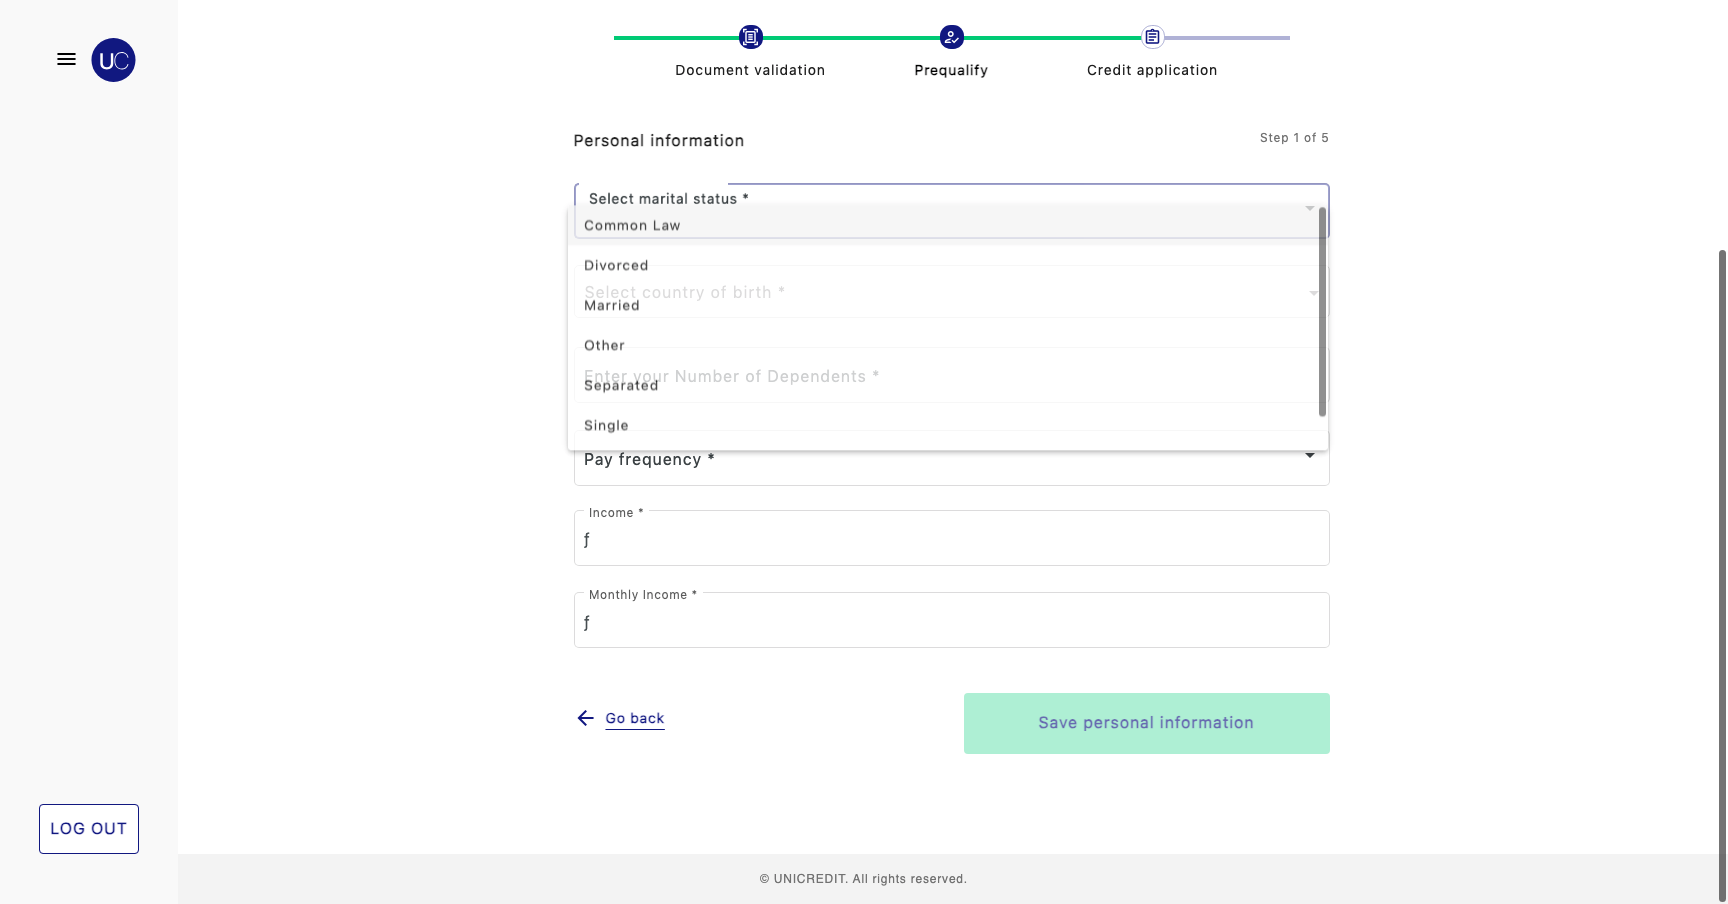 UC
Document validation
Prequalify
Credit application
Personal information
Step 1 of 5
Select marital status *
Common Law
Divorced
Select country of birth *
Married
Other
Enter your Number of Dependents *
Separated
Single
Pay frequency *
Income *
ƒ
Monthly Income *
ƒ
Go back
Save personal information
LOG OUT
© UNICREDIT. All rights reserved.